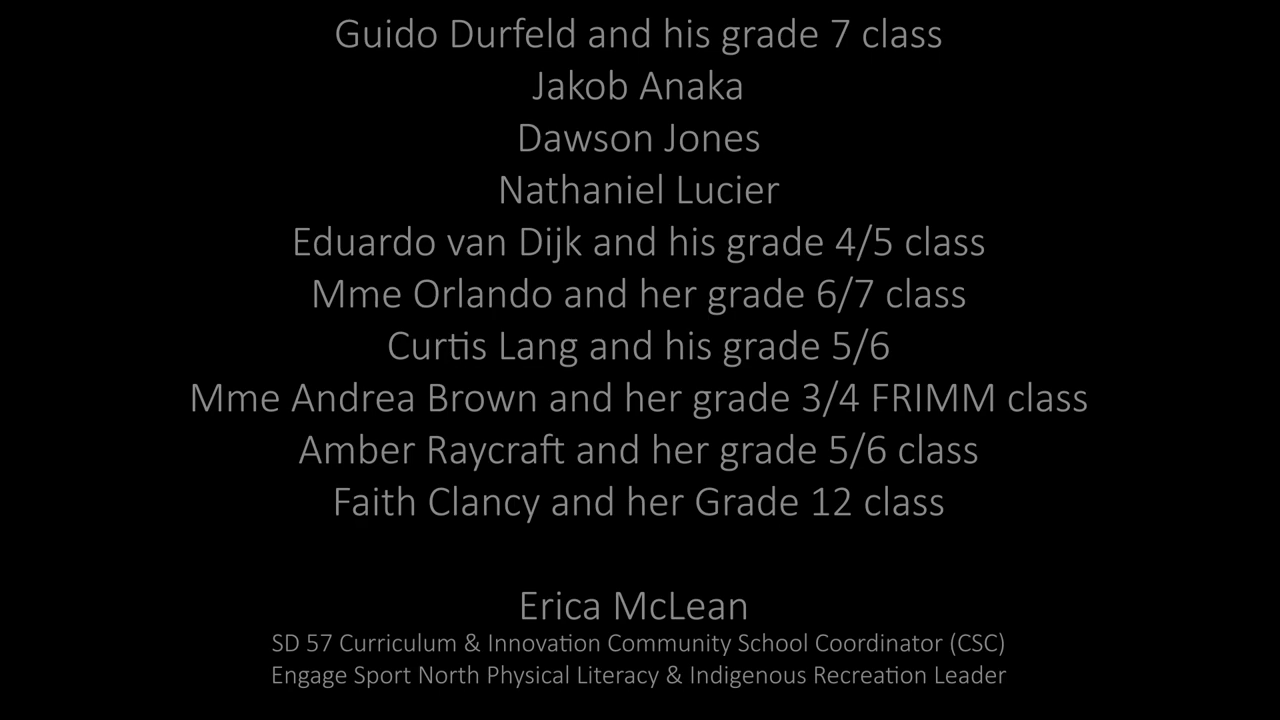 Guido Durfeld and his grade 7 class
Jakob Anaka
Dawson Jones
Nathaniel Lucier
Eduardo van Dijk and his grade 4/5 class
Mme Orlando and her grade 6/7 class
Curtis Lang and his grade 5/6
Mme Andrea Brown and her grade 3/4 FRIMM class
Amber Raycraft and her grade 5/6 class
Faith Clancy and her Grade 12 class
Erica McLean
SD 57 Curriculum & Innovation Community School Coordinator (CSC)
Engage Sport North Physical Literacy & Indigenous Recreation Leader